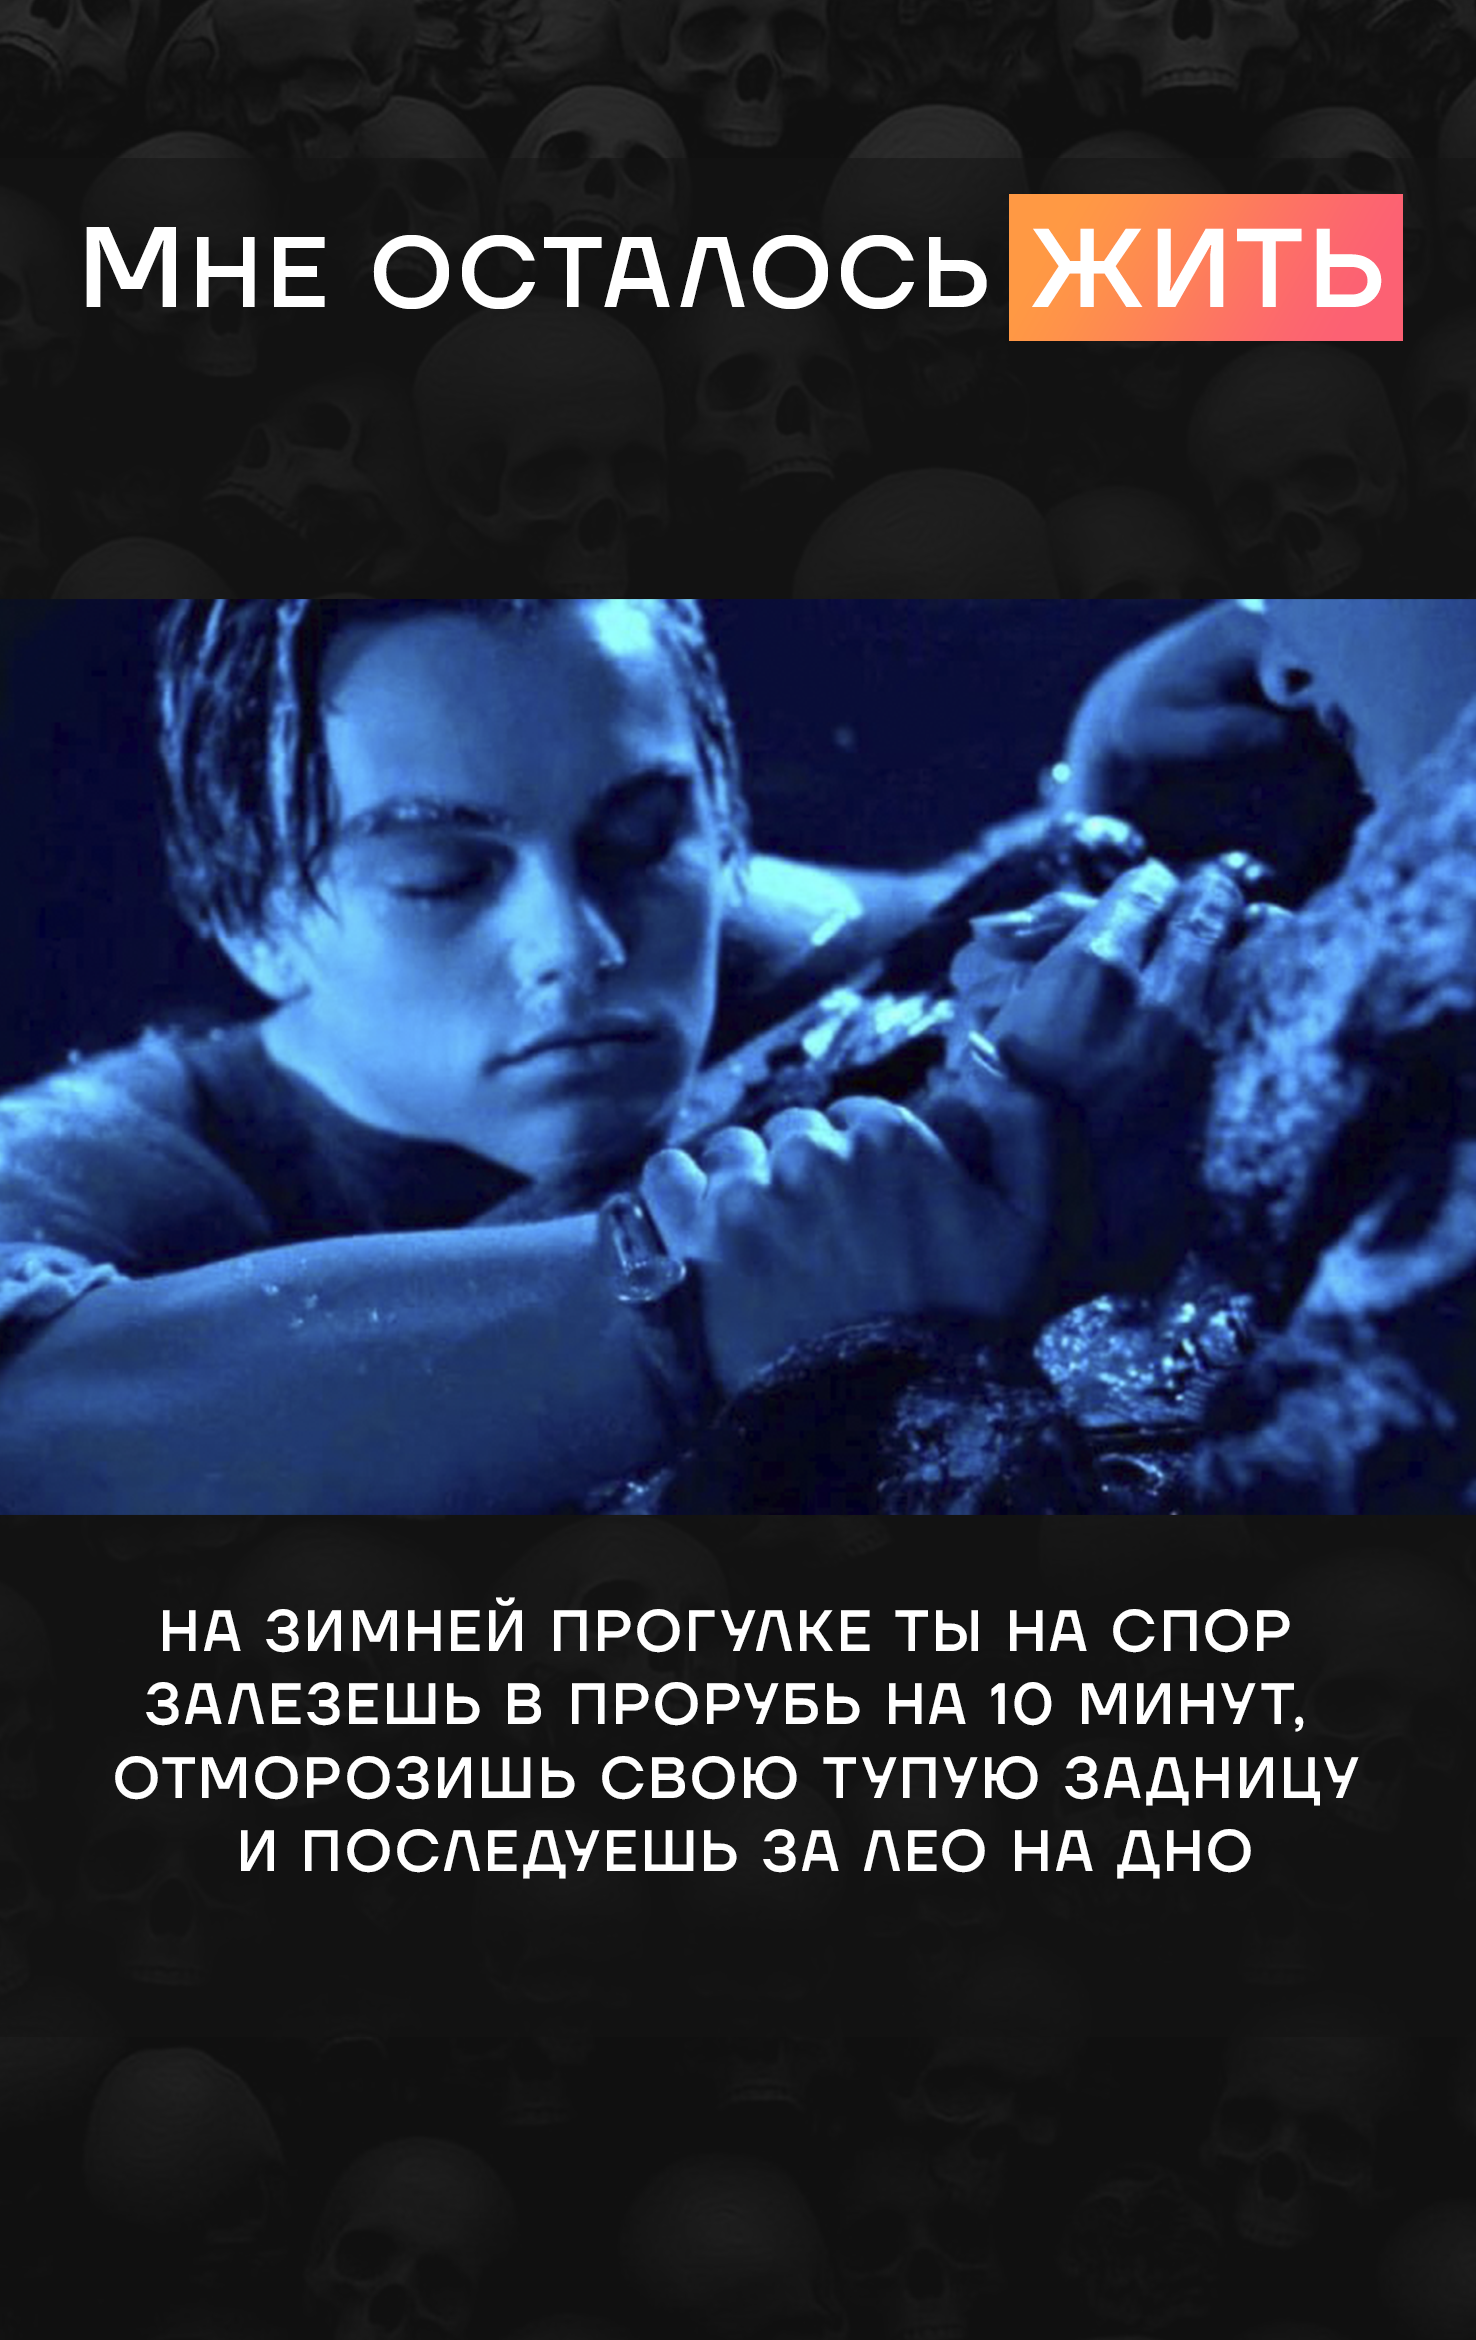 Мне осталось жить
на зимней прогулке ты на спор
залезешь в прорубь на 10 минут,
отморозишь свою тупую задницу
и последуешь за лео на дно